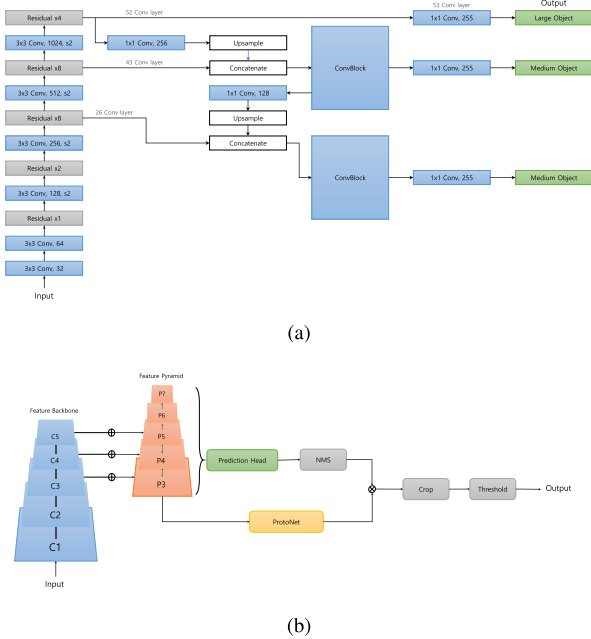 Output
52 Conv layer
53 Conv layer
Residual x4
1x1 Conv, 255
Large Object
3x3 Conv, 1024, s2
1x1 Conv, 256
Upsample
43 Conv layer
Residual x8
Concatenate
ConvBlock
1x1 Conv, 255
Medium Object
3x3 Conv, 512, s2
1x1 Conv, 128
26 Conv layer
Residual x8
Upsample
3x3 Conv, 256, s2
Concatenate
Residual x2
ConvBlock
1x1 Conv, 255
Medium Object
3x3 Conv, 128, s2
Residual x1
3x3 Conv, 64
3x3 Conv, 32
Input
(a)
Feature Pyramid
P7
Feature Backbone
P6
C5
P5
C4
P4
Prediction Head
NMS
C3
P3
Crop
Threshold
Output
C2
ProtoNet
C1
Input
(b)